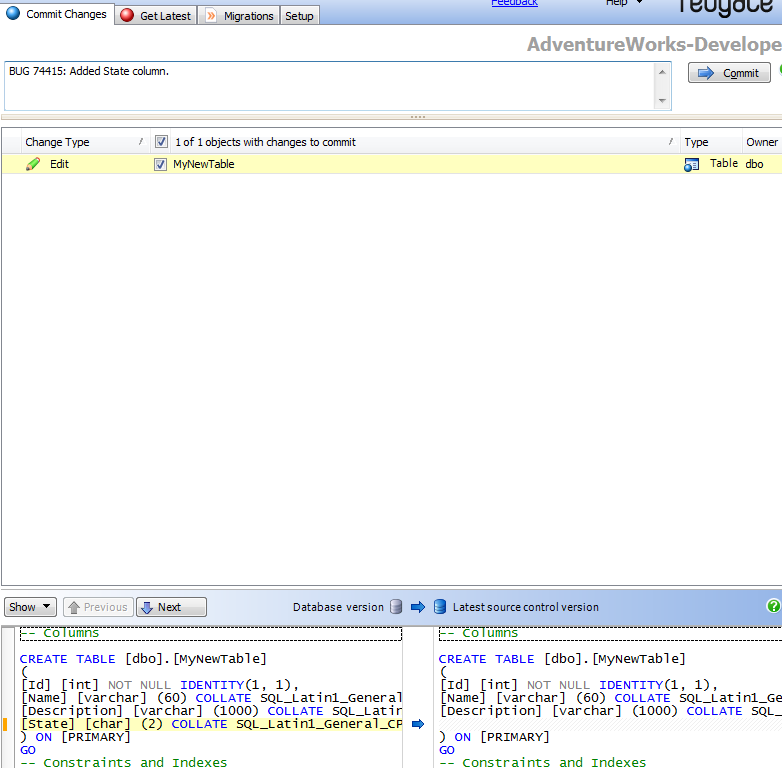 Feedback Help
redgate
Commit Changes Get Latest Migrations Setup
AdventureWorks-Develope
BUG 74415: Added State column.
Commit
Change Type / 1 of 1 objects with changes to commit / Type Owner
Edit MyNewTable Table dbo
Show Previous Next Database version Latest source control version ?
-- Columns
CREATE TABLE [dbo].[MyNewTable]
(
[Id] [int] NOT NULL IDENTITY(1, 1),
[Name] [varchar] (60) COLLATE SQL_Latin1_General
[Description] [varchar] (1000) COLLATE SQL_Latin
[State] [char] (2) COLLATE SQL_Latin1_General_CP
) ON [PRIMARY]
GO
-- Constraints and Indexes
-- Columns
CREATE TABLE [dbo].[MyNewTable]
(
[Id] [int] NOT NULL IDENTITY(1, 1),
[Name] [varchar] (60) COLLATE SQL_Latin1_Ge
[Description] [varchar] (1000) COLLATE SQL_
) ON [PRIMARY]
GO
-- Constraints and Indexes